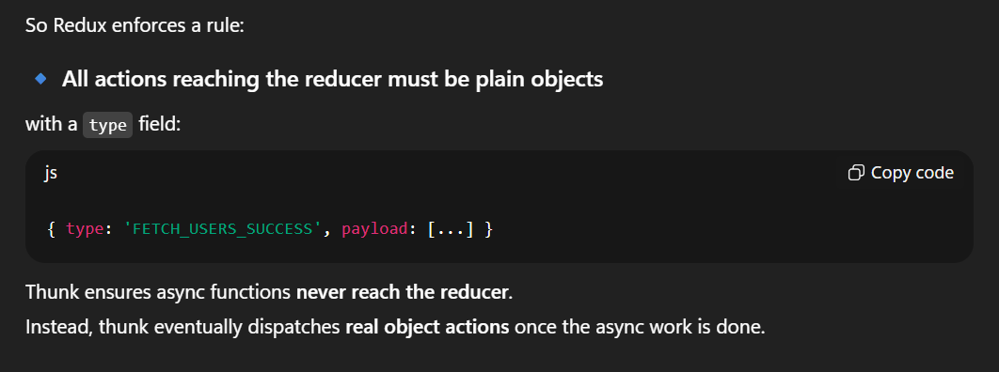 So Redux enforces a rule:
All actions reaching the reducer must be plain objects
with a type field:
js
Copy code
{ type: 'FETCH_USERS_SUCCESS', payload: [...] }
Thunk ensures async functions never reach the reducer.
Instead, thunk eventually dispatches real object actions once the async work is done.